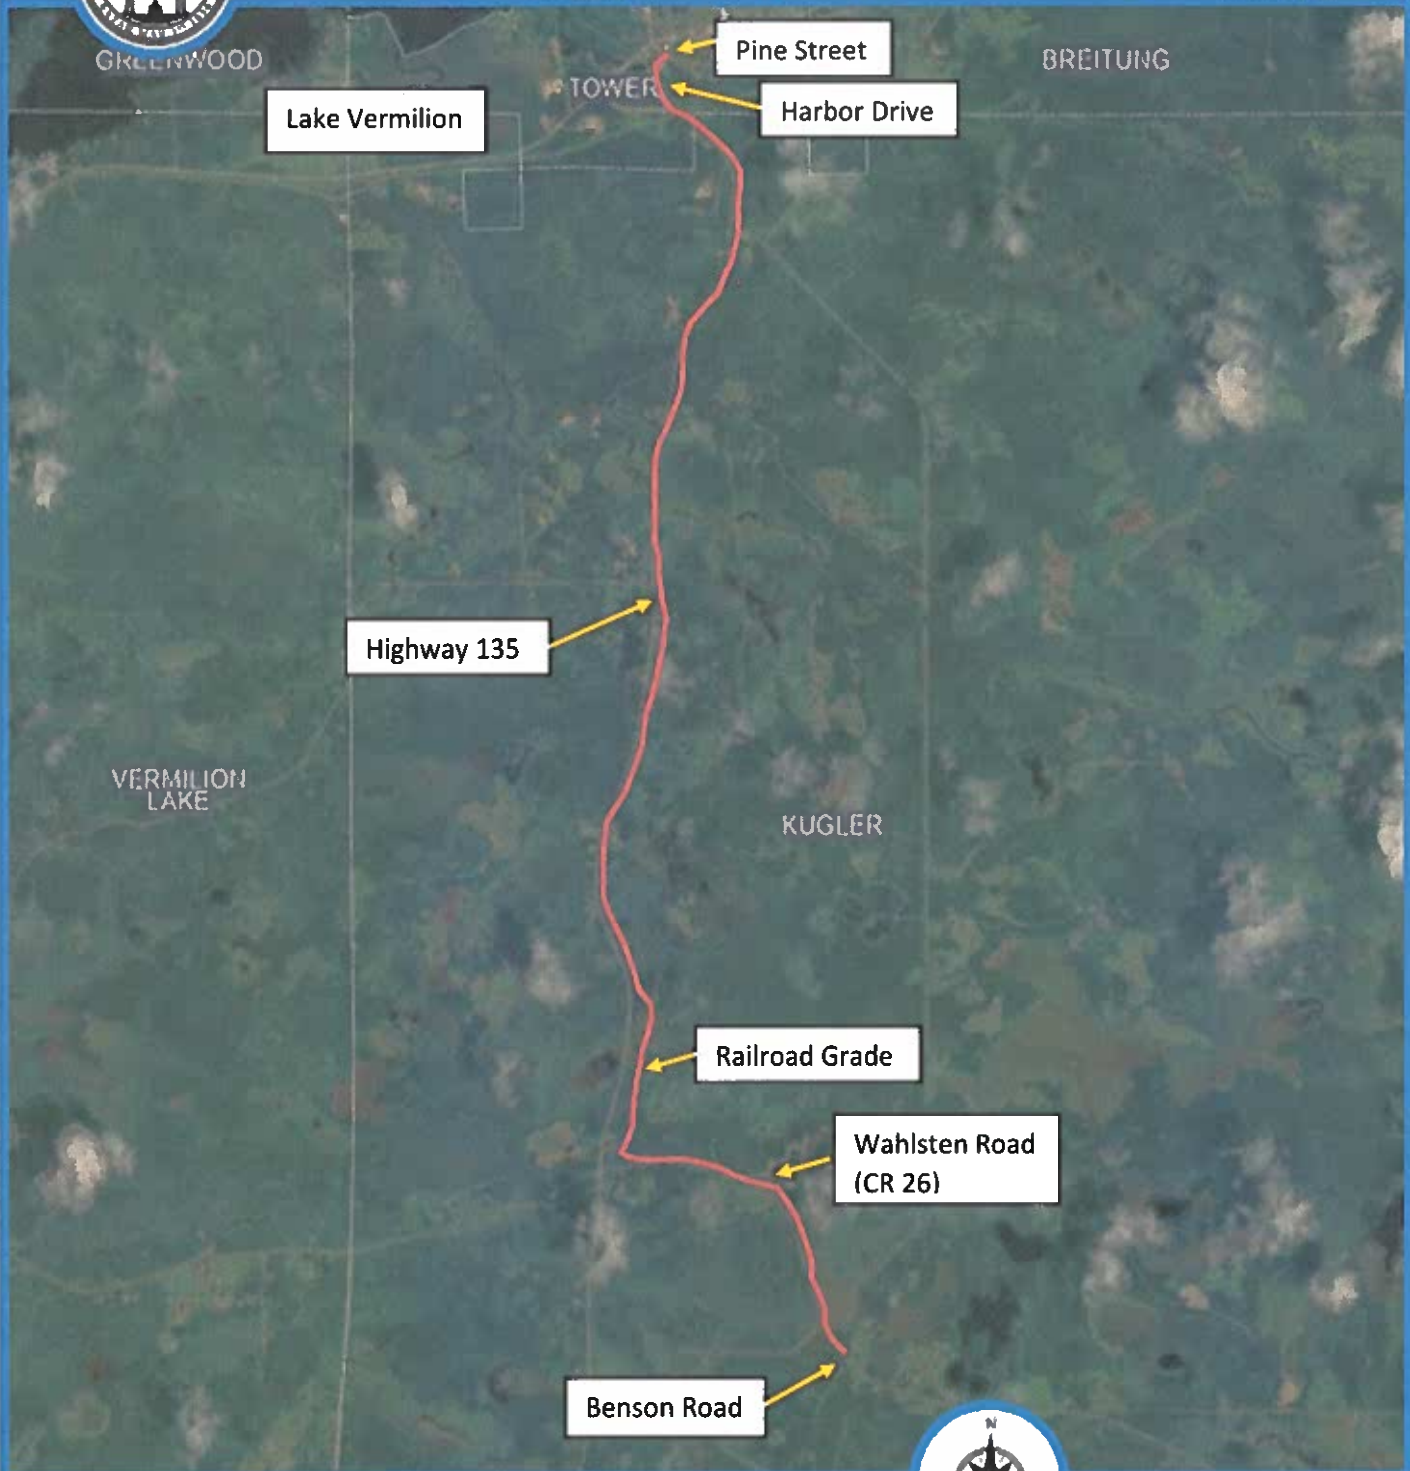 Pine Street
GREENWOOD
BREITUNG
TOWER
Harbor Drive
Lake Vermilion
Highway 135
VERMILION
LAKE
KUGLER
Railroad Grade
Wahlsten Road
(CR 26)
Benson Road
N